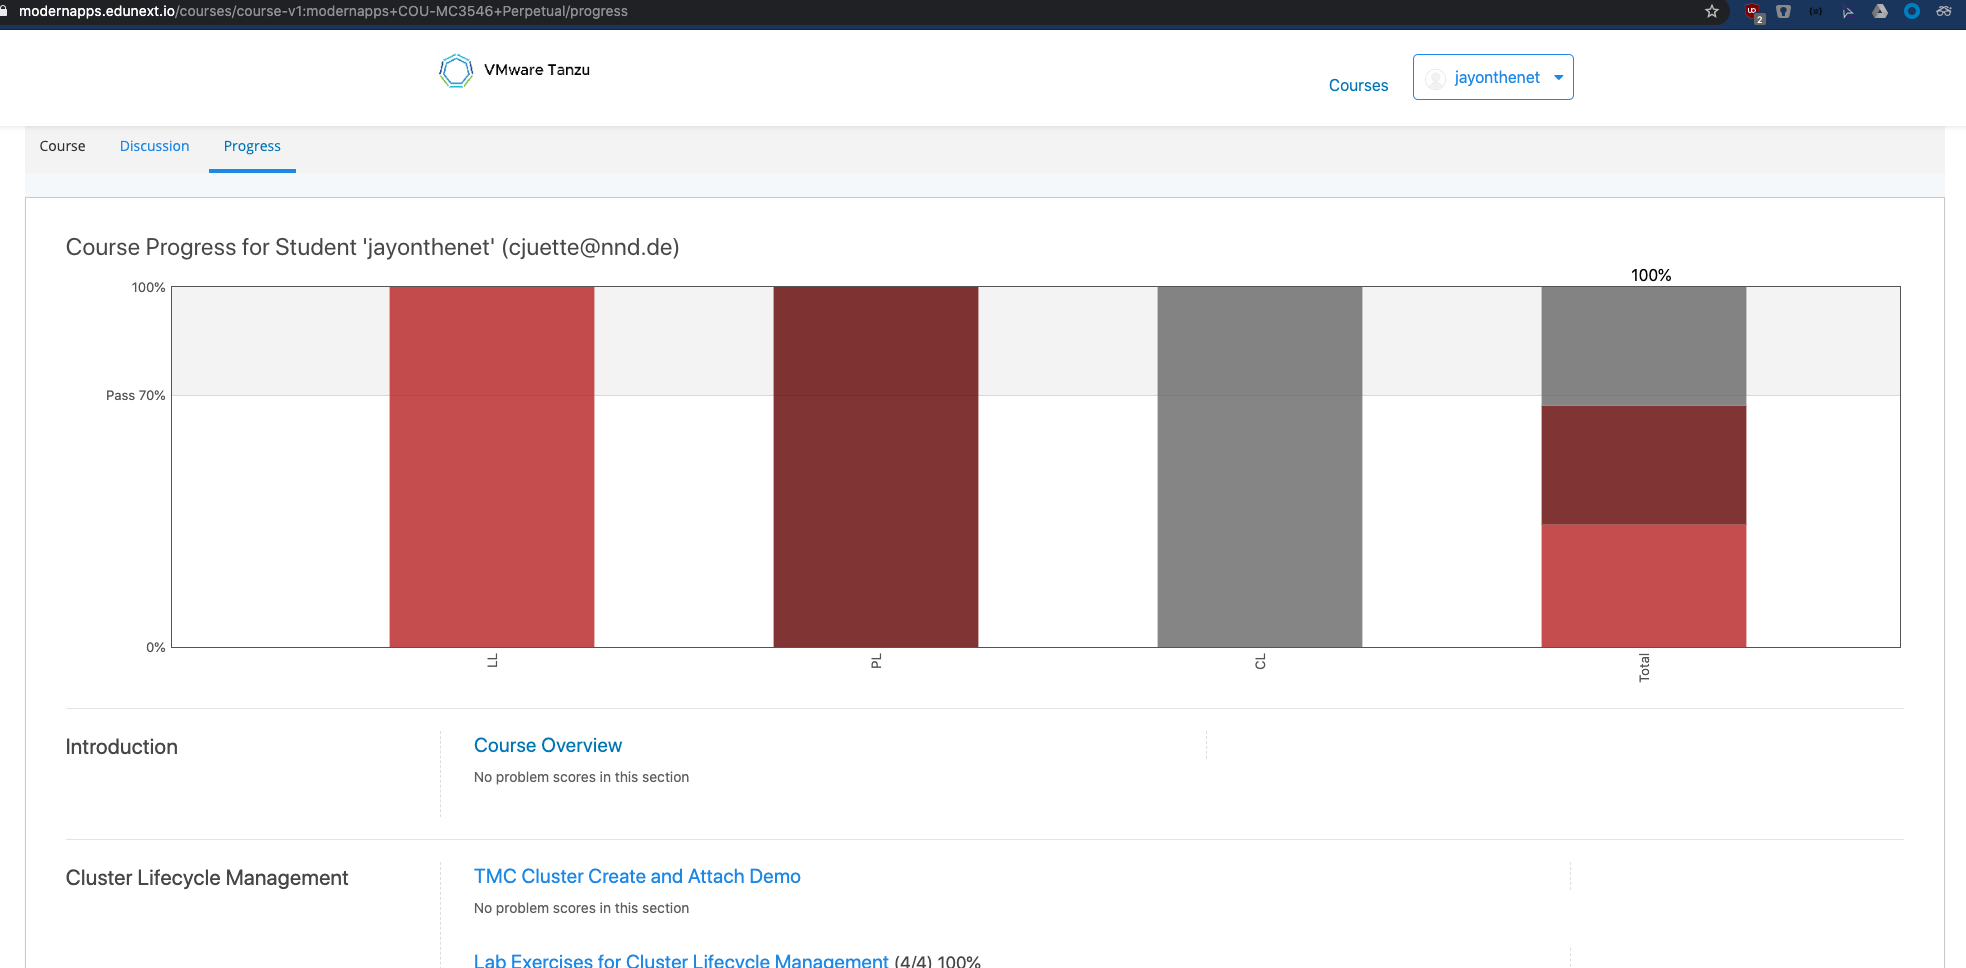 modernapps.edunext.io/courses/course-v1:modernapps+COU-MC3546+Perpetual/progress
2
VMware Tanzu
Courses
jayonthenet
Course
Discussion
Progress
Course Progress for Student 'jayonthenet' (cjuette@nnd.de)
100%
100%
Pass 70%
0%
LL
PL
CL
Total
Introduction
Course Overview
No problem scores in this section
Cluster Lifecycle Management
TMC Cluster Create and Attach Demo
No problem scores in this section
Lab Exercises for Cluster Lifecycle Management (4/4) 100%